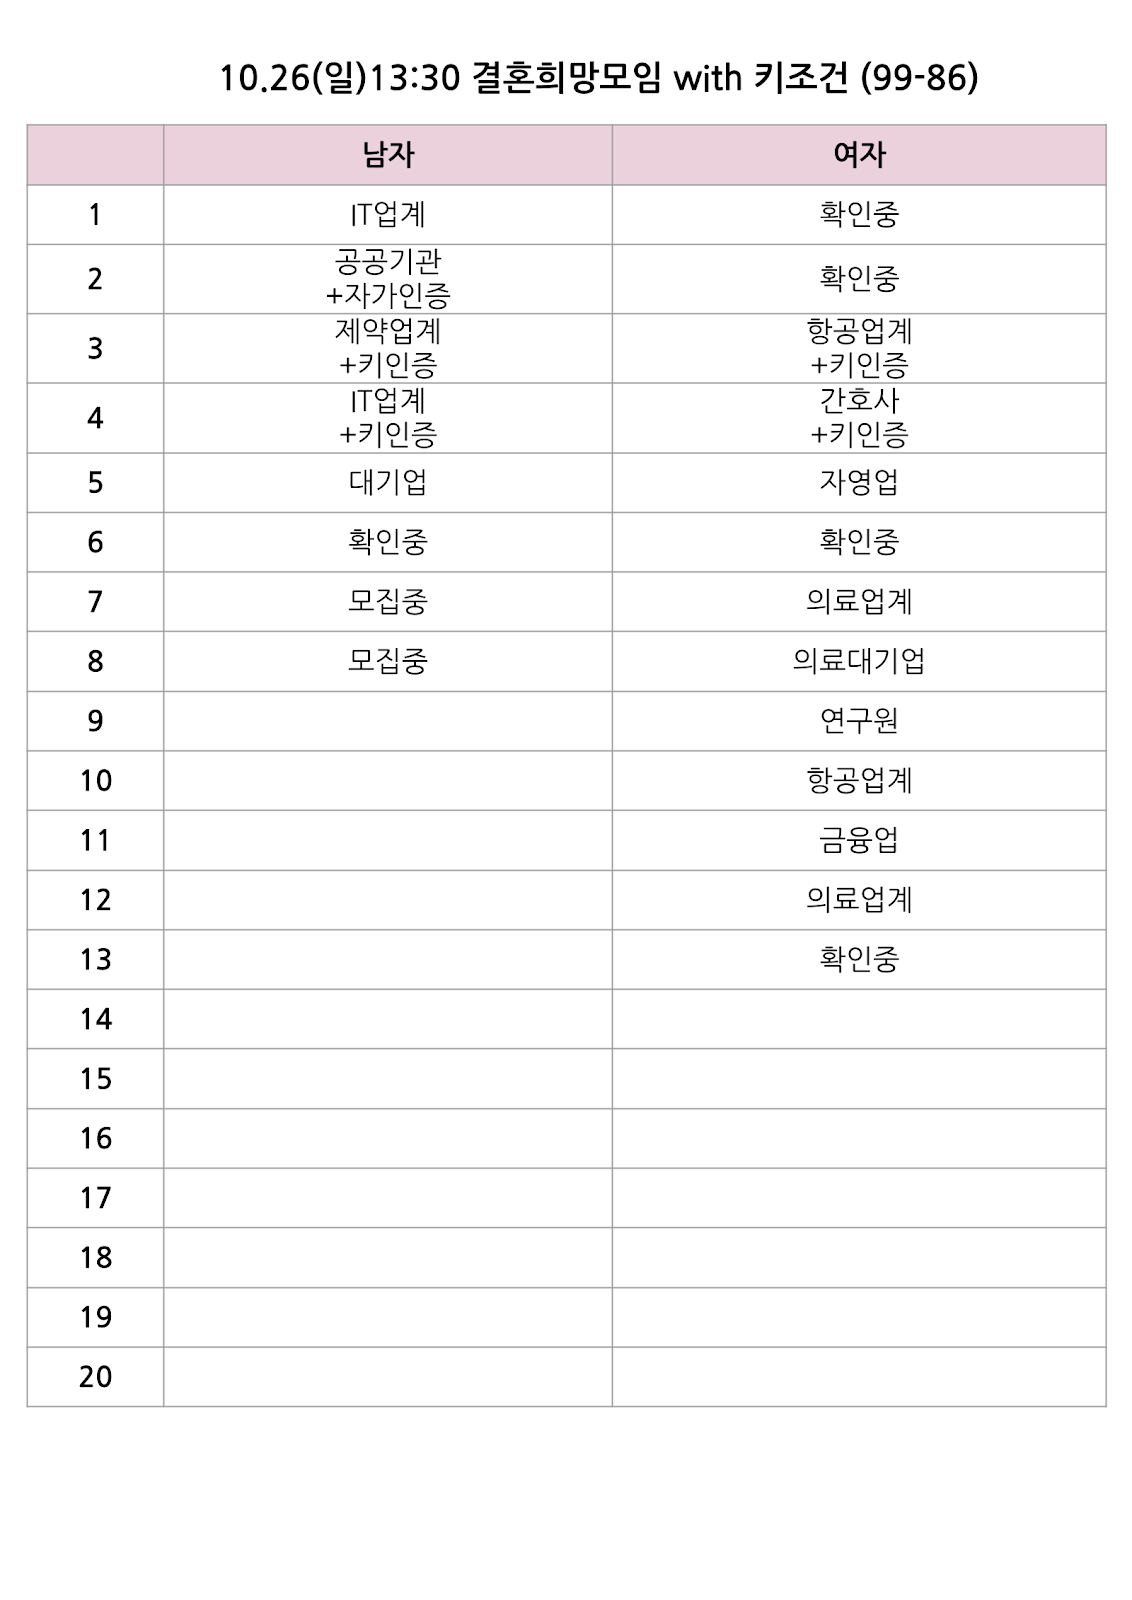 10.26(일)13:30 결혼희망모임 with 키조건 (99-86)
남자 여자
1 IT업계 확인중
2 공공기관 +자가인증 확인중
3 제약업계 +키인증 항공업계 +키인증
4 IT업계 +키인증 간호사 +키인증
5 대기업 자영업
6 확인중 확인중
7 모집중 의료업계
8 모집중 의료대기업
9 연구원
10 항공업계
11 금융업
12 의료업계
13 확인중
14
15
16
17
18
19
20